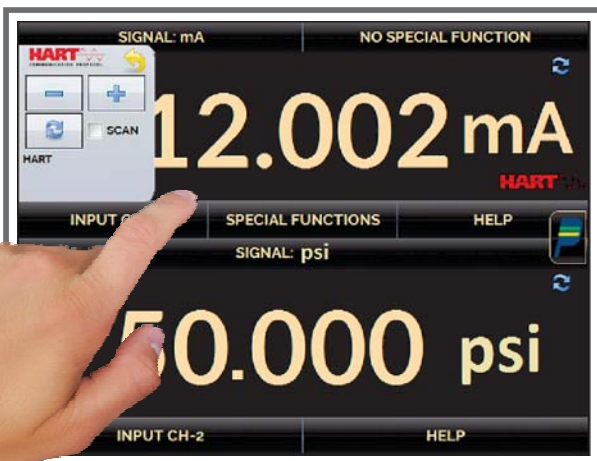 SIGNAL: mA
NO SPECIAL FUNCTION
HART
COMMUNICATION PROTOCOL
SCAN
HART
12.002 mA
HART
INPUT C
SPECIAL FUNCTIONS
HELP
SIGNAL: psi
50.000 psi
INPUT CH-2
HELP